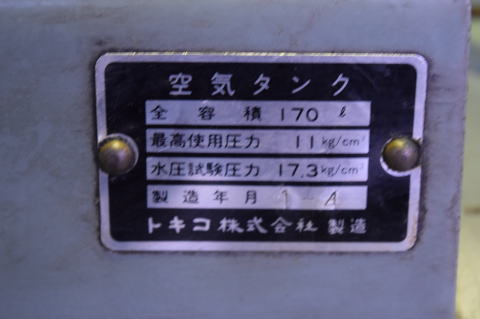 空気タンク
全容積 170 ℓ
最高使用圧力 11 kg/cm²
水圧試験圧力 17.3 kg/cm²
製造年月 1-4
トキコ株式会社 製造